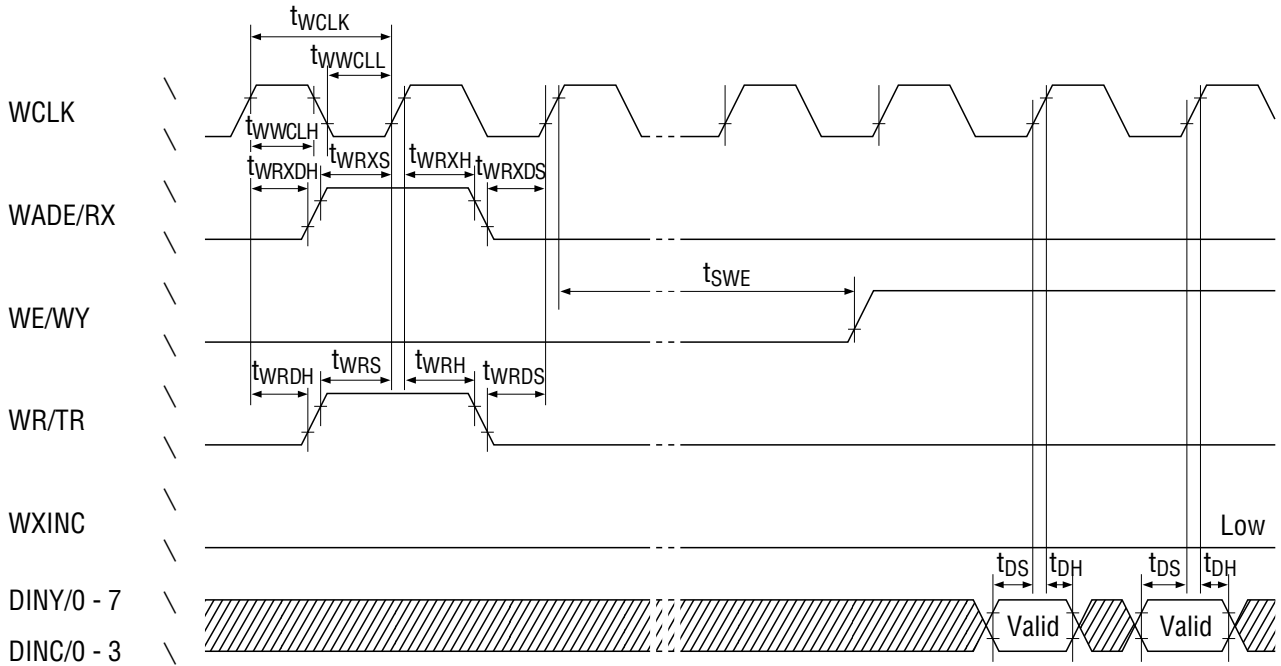 tWCLK
tWWCLL
WCLK
tWWCLH
tWRXDH tWRXS tWRXH tWRXDS
WADE/RX
tSWE
WE/WY
tWRDH tWRS tWRH tWRDS
WR/TR
WXINC
Low
tDS tDH tDS tDH
DINY/0 - 7
Valid Valid
DINC/0 - 3